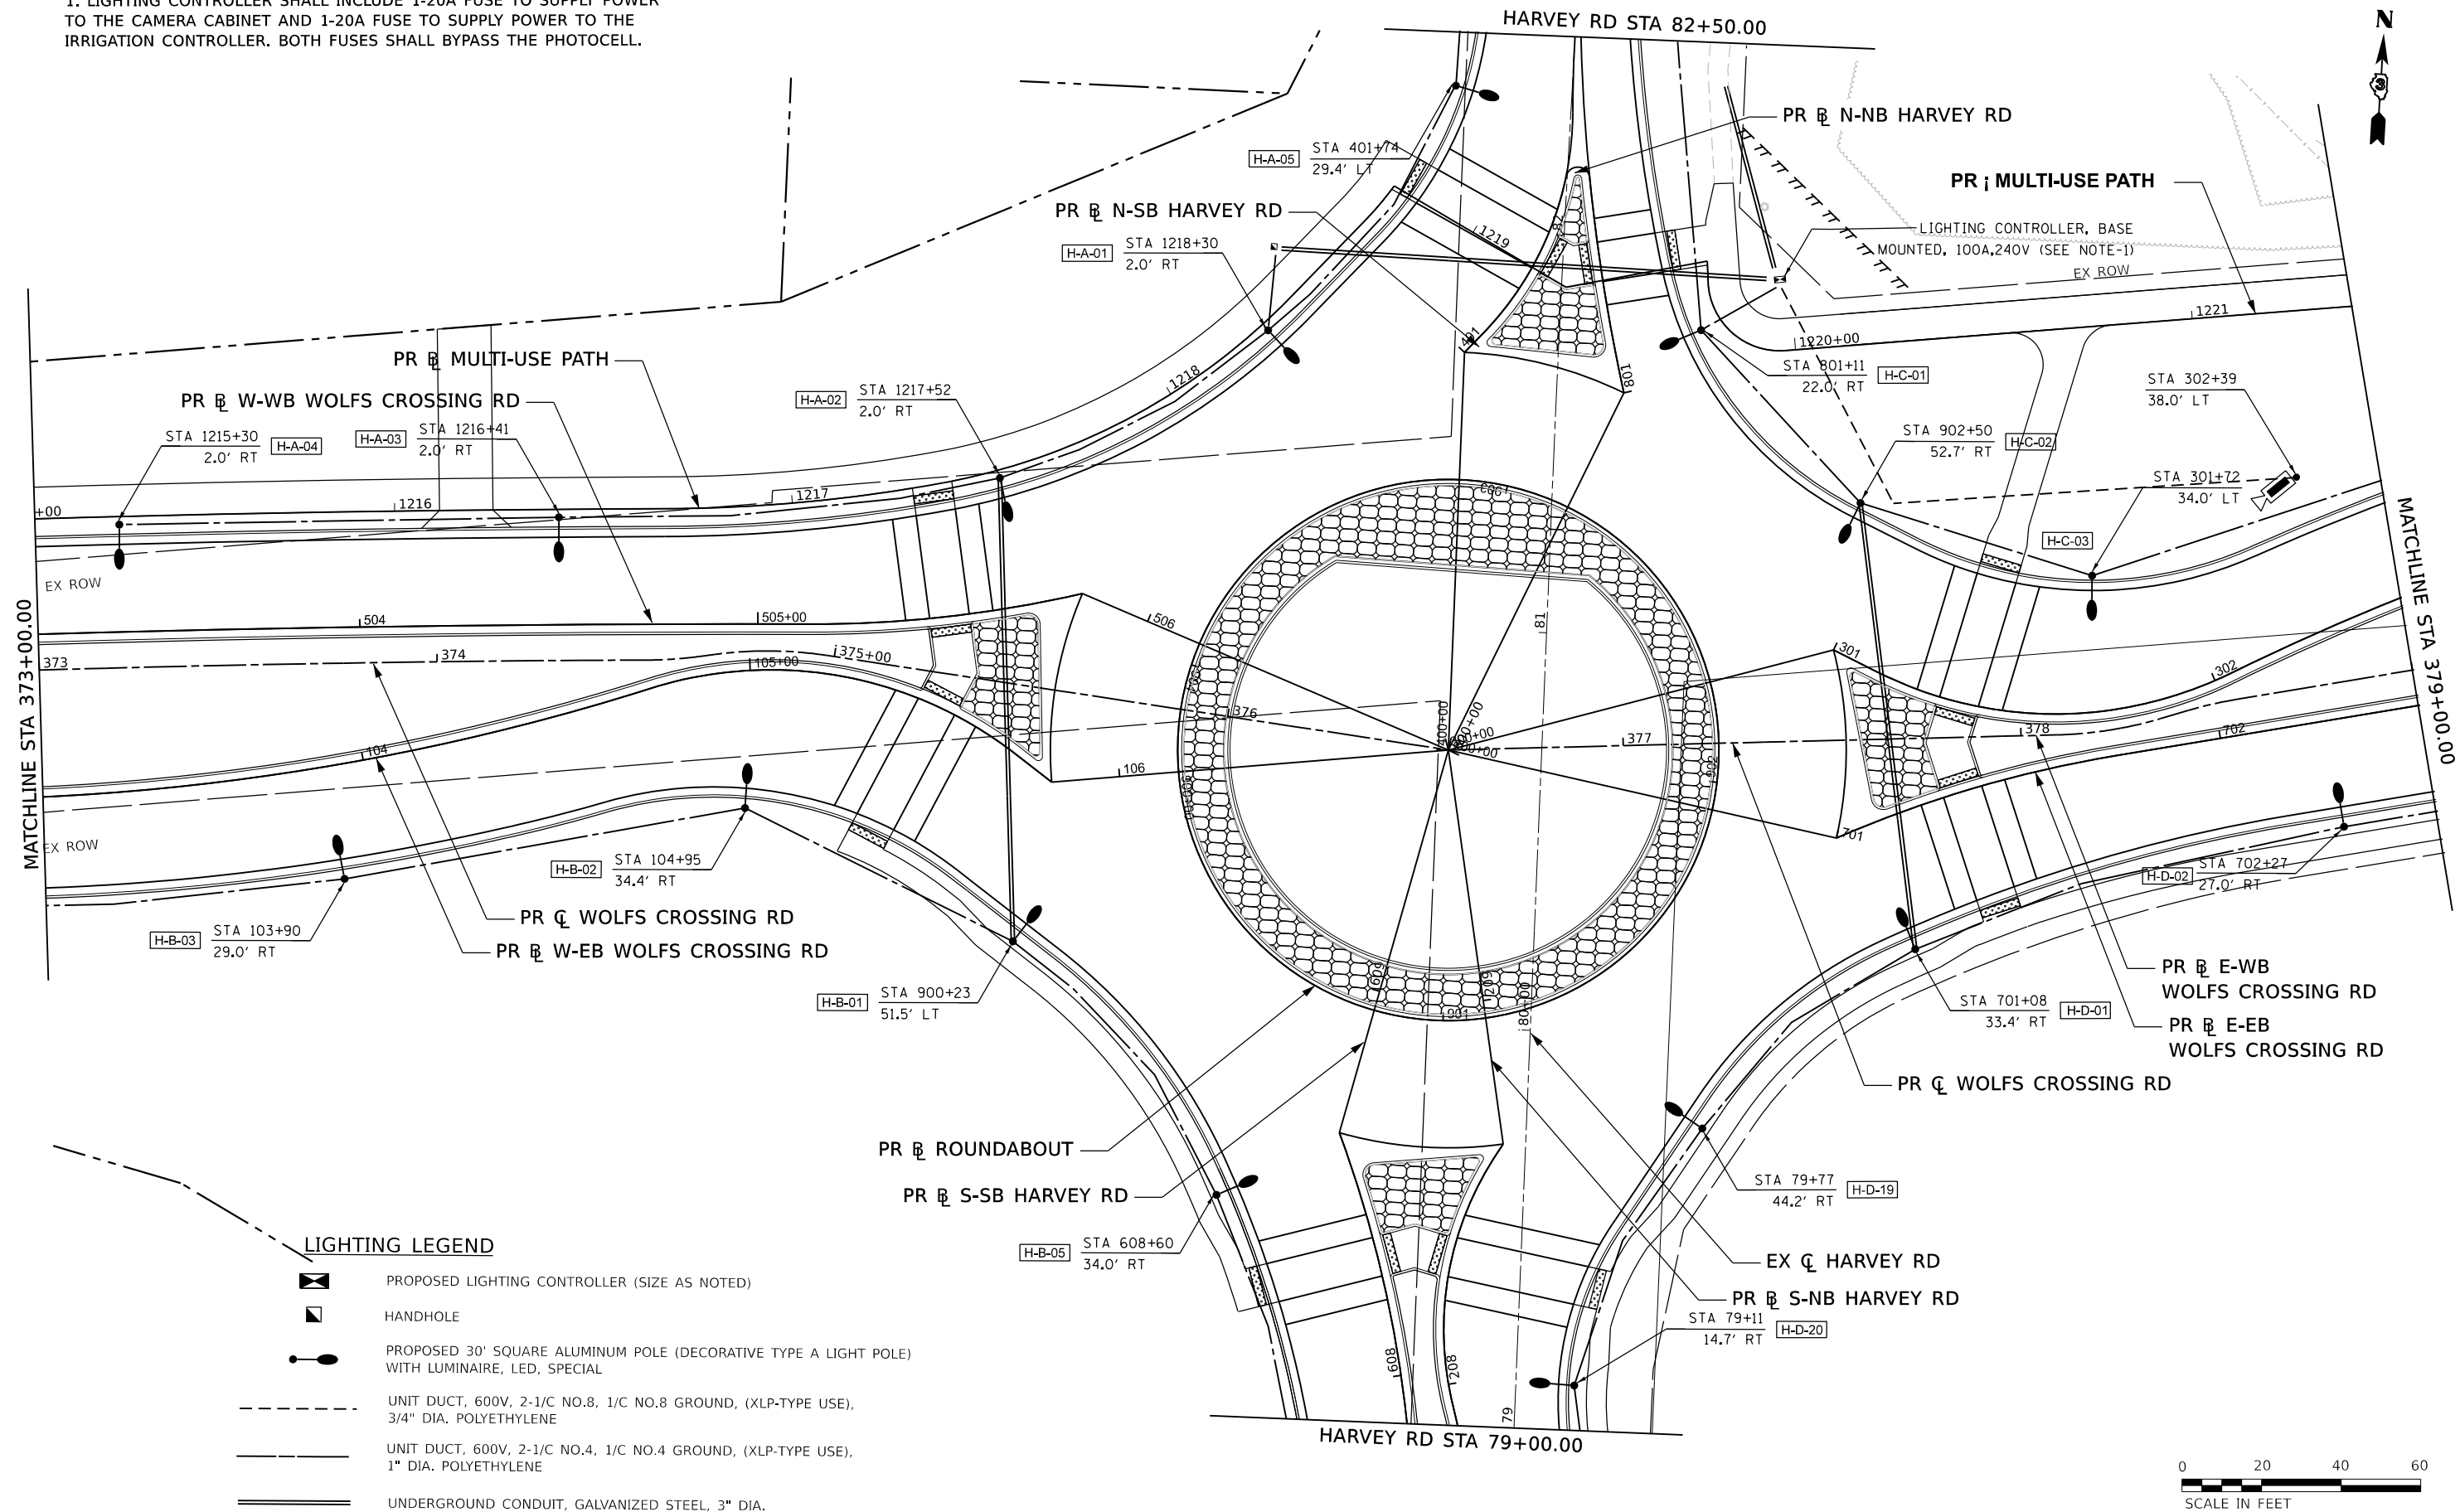 1. LIGHTING CONTROLLER SHALL INCLUDE 1-20A FUSE TO SUPPLY POWER
TO THE CAMERA CABINET AND 1-20A FUSE TO SUPPLY POWER TO THE
IRRIGATION CONTROLLER. BOTH FUSES SHALL BYPASS THE PHOTOCELL.
HARVEY RD STA 82+50.00
N
3
PR ℄ N-NB HARVEY RD
H-A-05
STA 401+74
29.4' LT
PR ¡ MULTI-USE PATH
PR ℄ N-SB HARVEY RD
H-A-01
STA 1218+30
2.0' RT
1219
82
LIGHTING CONTROLLER, BASE
MOUNTED, 100A,240V (SEE NOTE-1)
EX ROW
1221
1220+00
401
801
STA 801+11
22.0' RT
H-C-01
STA 302+39
38.0' LT
PR ℄ MULTI-USE PATH
1218
PR ℄ W-WB WOLFS CROSSING RD
H-A-02
STA 1217+52
2.0' RT
STA 1215+30
2.0' RT
H-A-04
H-A-03
STA 1216+41
2.0' RT
STA 902+50
52.7' RT
H-C-02
STA 301+72
34.0' LT
H-C-03
+00
1216
1217
903
EX ROW
MATCHLINE STA 373+00.00
MATCHLINE STA 379+00.00
504
505+00
506
81
301
302
373
374
375+00
105+00
376
400+00
377
378
702
902
104
106
701
EX ROW
H-B-02
STA 104+95
34.4' RT
STA 702+27
27.0' RT
H-D-02
PR ℄ WOLFS CROSSING RD
H-B-03
STA 103+90
29.0' RT
PR ℄ W-EB WOLFS CROSSING RD
H-B-01
STA 900+23
51.5' LT
609
209
901
80+00
STA 701+08
33.4' RT
H-D-01
PR ℄ E-WB
WOLFS CROSSING RD
PR ℄ E-EB
WOLFS CROSSING RD
PR ℄ WOLFS CROSSING RD
PR ℄ ROUNDABOUT
PR ℄ S-SB HARVEY RD
STA 79+77
44.2' RT
H-D-19
H-B-05
STA 608+60
34.0' RT
EX ℄ HARVEY RD
PR ℄ S-NB HARVEY RD
STA 79+11
14.7' RT
H-D-20
608
208
79
HARVEY RD STA 79+00.00
LIGHTING LEGEND
PROPOSED LIGHTING CONTROLLER (SIZE AS NOTED)
HANDHOLE
PROPOSED 30' SQUARE ALUMINUM POLE (DECORATIVE TYPE A LIGHT POLE)
WITH LUMINAIRE, LED, SPECIAL
UNIT DUCT, 600V, 2-1/C NO.8, 1/C NO.8 GROUND, (XLP-TYPE USE),
3/4" DIA. POLYETHYLENE
UNIT DUCT, 600V, 2-1/C NO.4, 1/C NO.4 GROUND, (XLP-TYPE USE),
1" DIA. POLYETHYLENE
UNDERGROUND CONDUIT, GALVANIZED STEEL, 3" DIA.
0 20 40 60
SCALE IN FEET